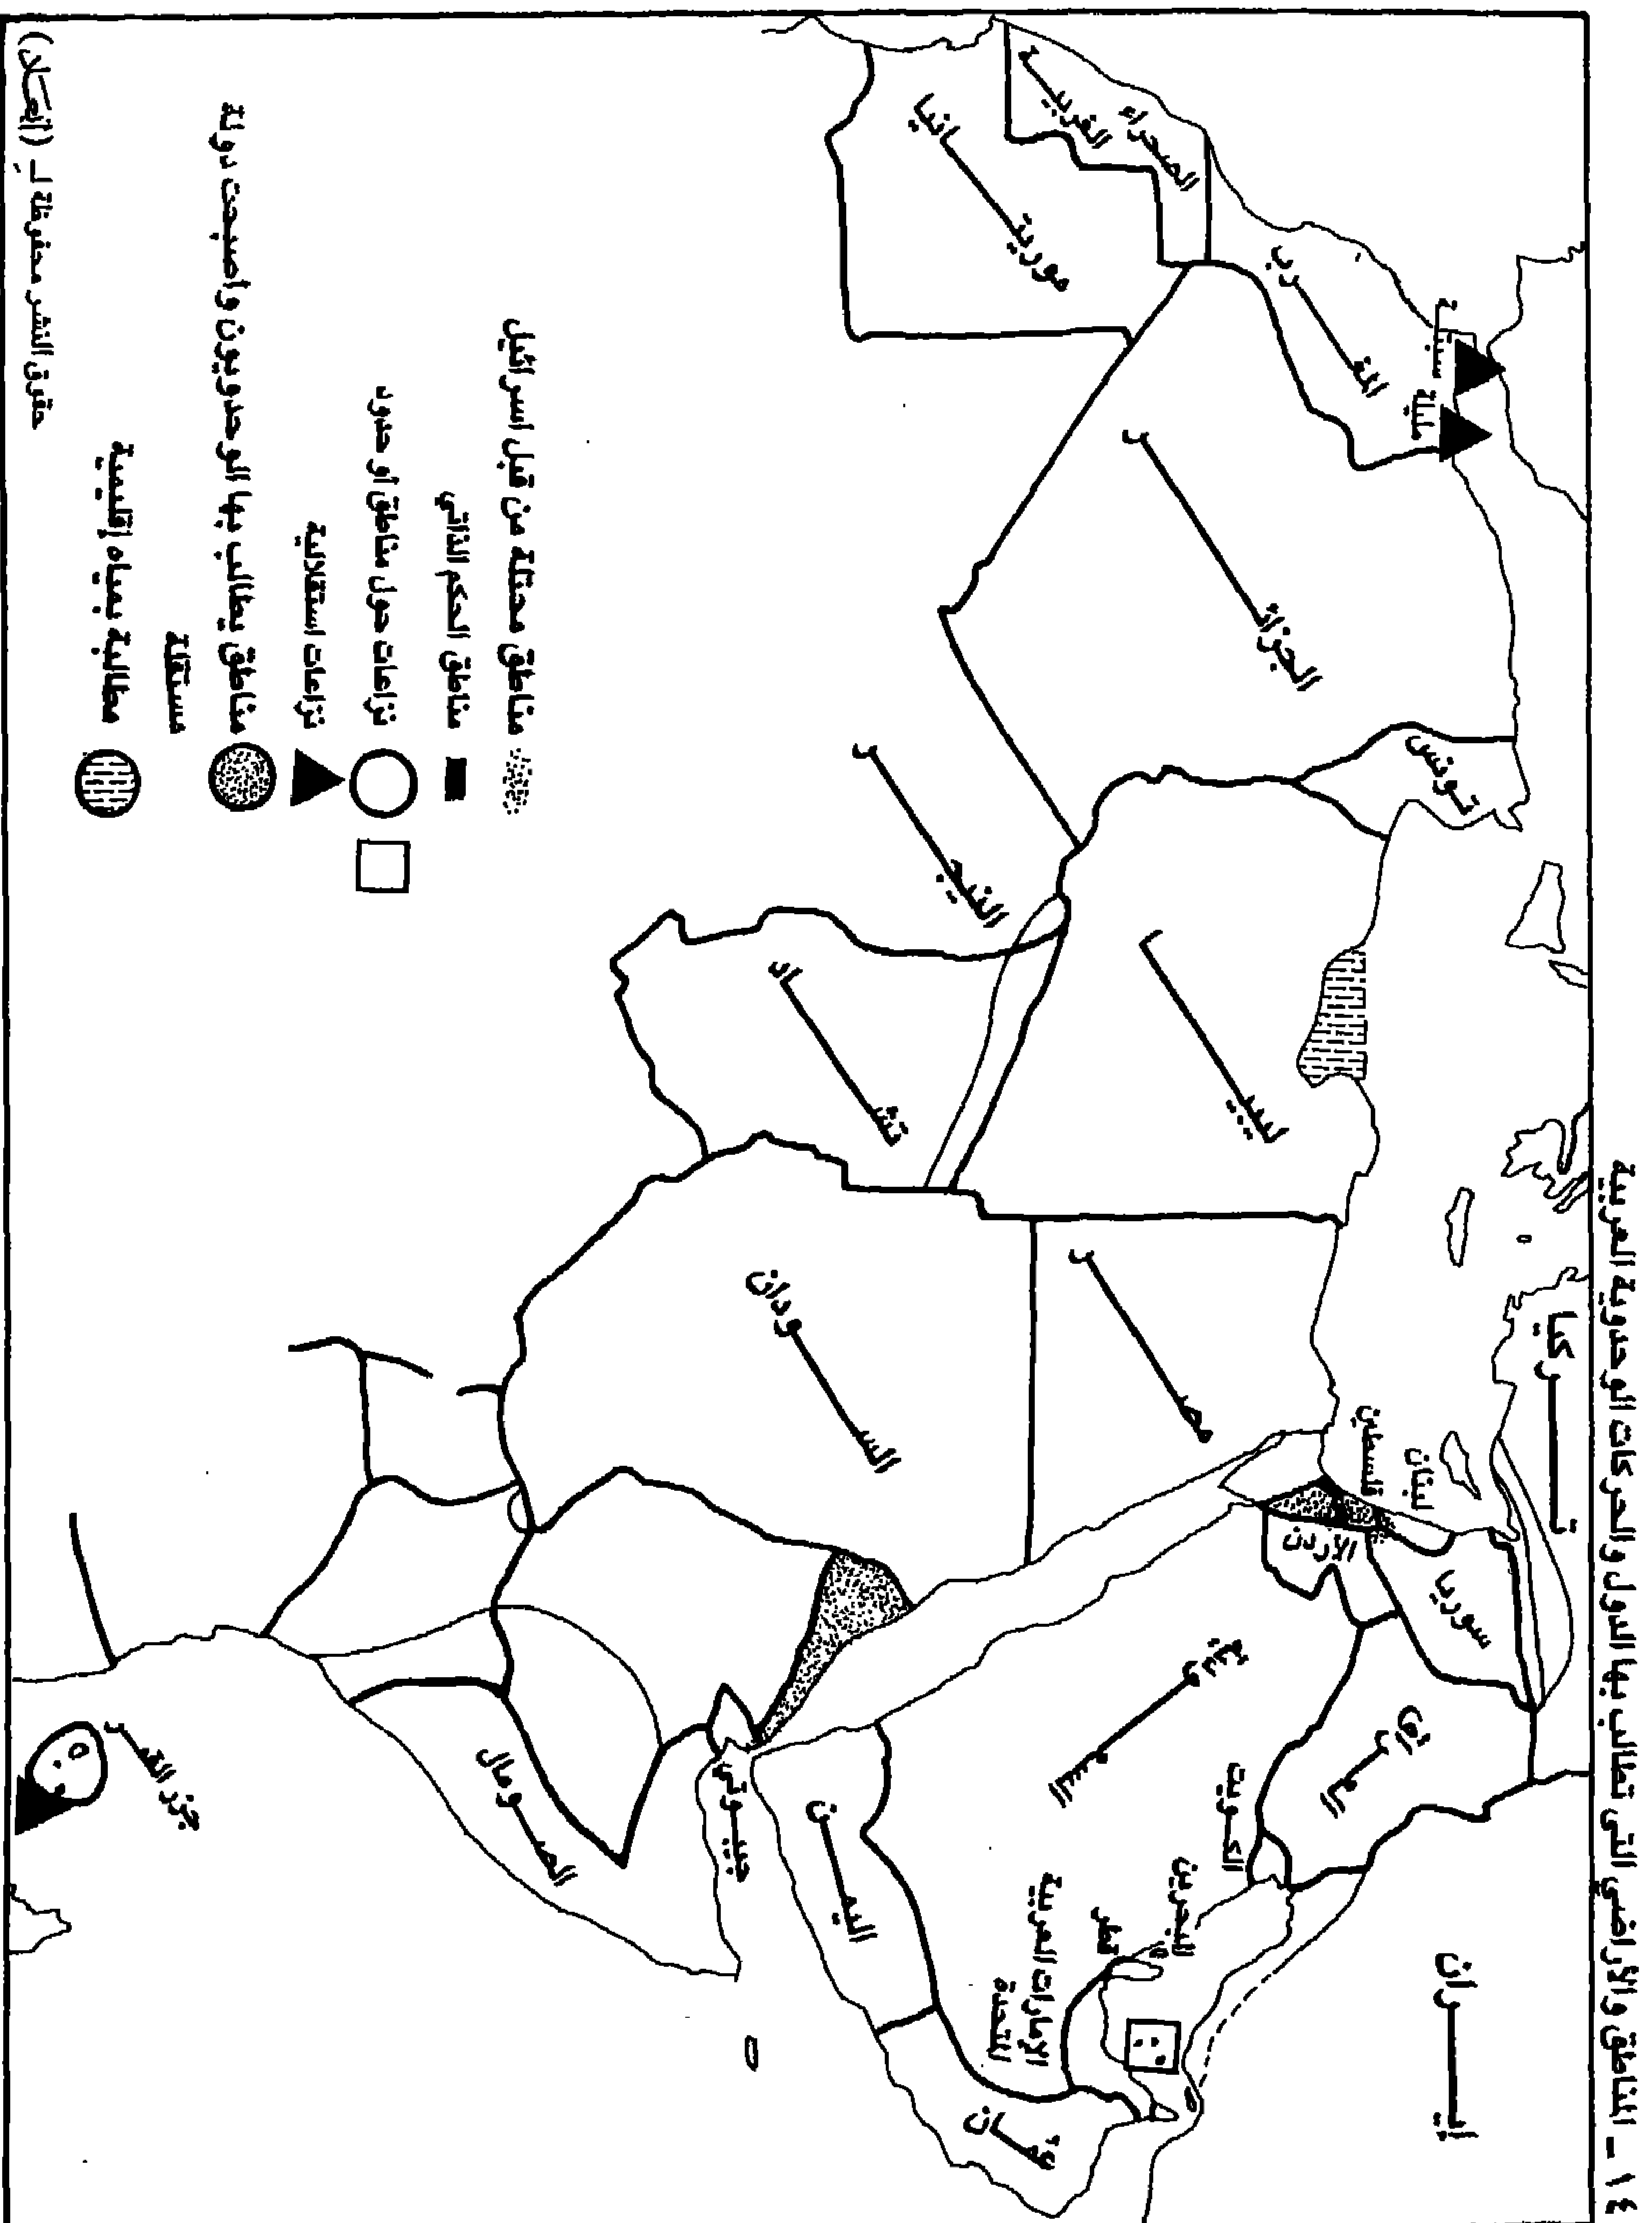 ١٤ - المناطق والأراضي التي تطالب بها الدول والحركات الوحدوية العربية
تركيا
إيران
سبتة
مليلة
المغرب
الصحراء
الغربية
موريتانيا
الجزائر
تونس
ليبيا
النيجر
تشاد
مصر
السودان
لبنان
فلسطين
الأردن
سوريا
العراق
الكويت
السعودية
البحرين
قطر
الإمارات العربية
المتحدة
عمان
اليمن
جيبوتي
الصومال
جزر القمر
مناطق محتلة من قبل اسرائيل
مناطق الحكم الذاتي
نزاعات حول مناطق أو حدود
نزاعات استقلالية
مناطق يطالب بها الوحدويون وأصبحت دولة
مستقلة
مطالبة بمياه إقليمية
حقوق النشر محفوظة لـ